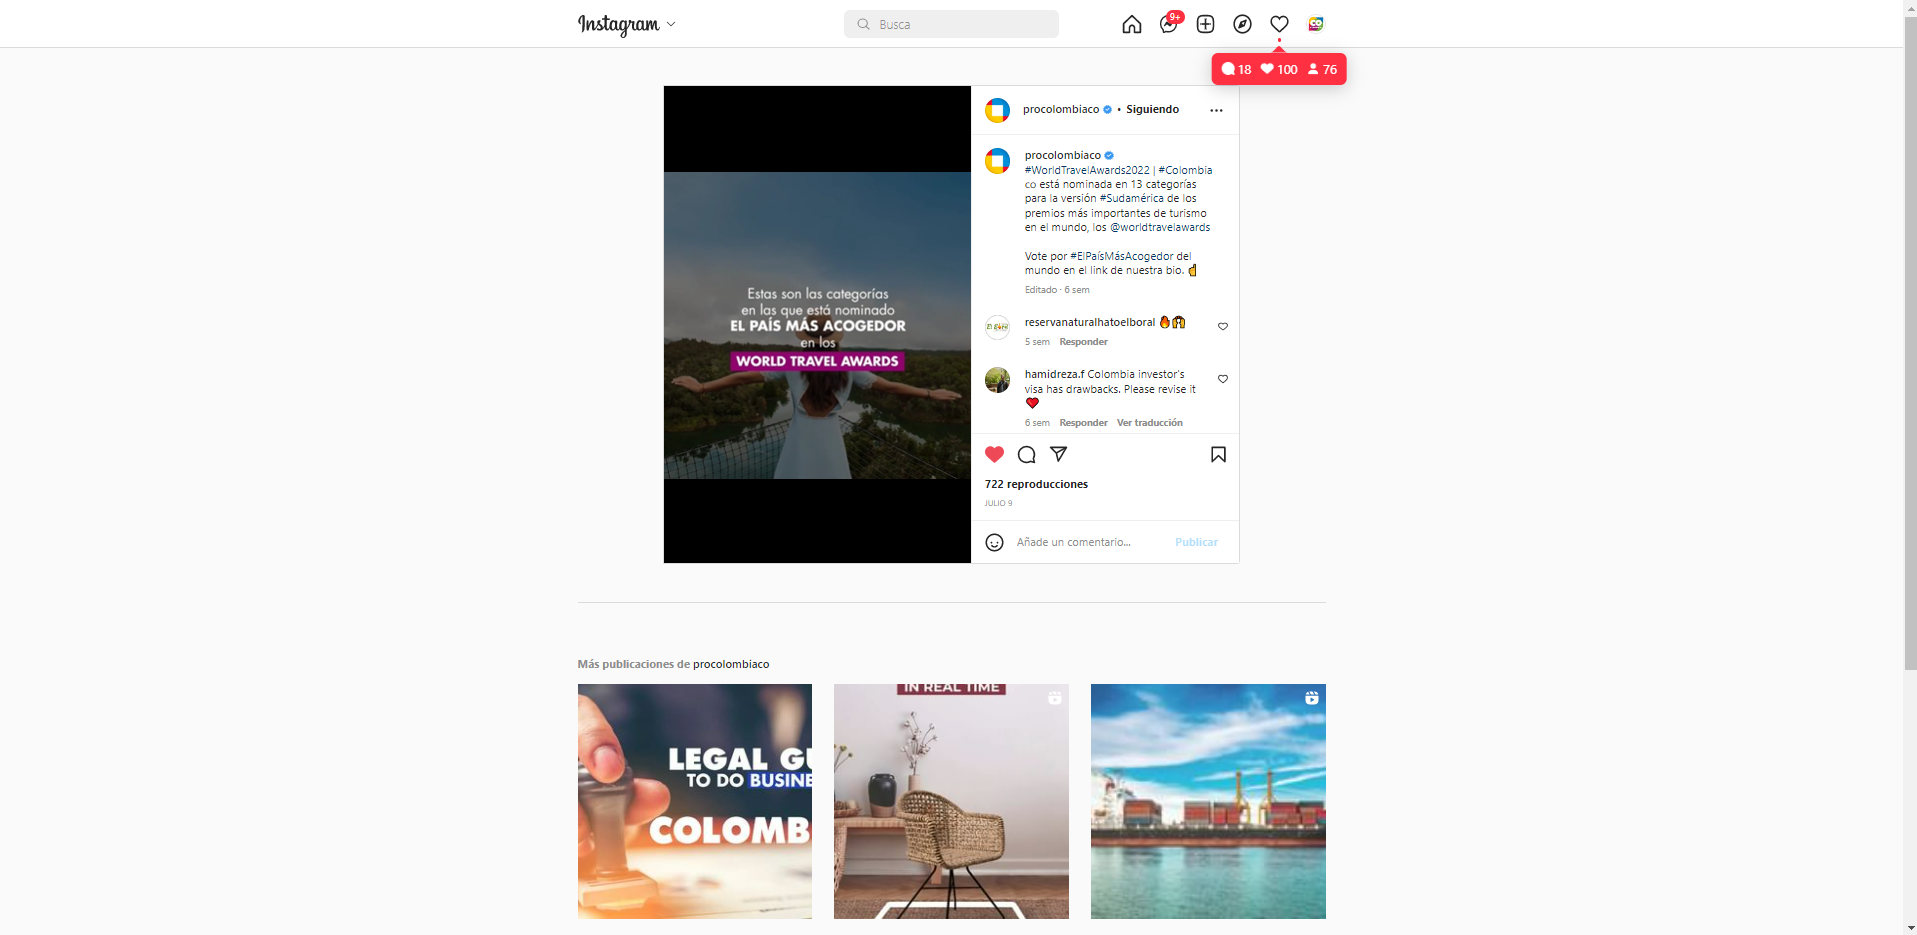 Instagram
Busca
9+
18 100 76
Estas son las categorías
en las que está nominado
EL PAÍS MÁS ACOGEDOR
en los
WORLD TRAVEL AWARDS
procolombiaco • Siguiendo
procolombiaco
#WorldTravelAwards2022 | #Colombia
co está nominada en 13 categorías
para la versión #Sudamérica de los
premios más importantes de turismo
en el mundo, los @worldtravelawards
Vote por #ElPaísMásAcogedor del
mundo en el link de nuestra bio. ☝
Editado · 6 sem
reservanaturalhatoelboral 🔥🙌
5 sem Responder
hamidreza.f Colombia investor's
visa has drawbacks. Please revise it
❤
6 sem Responder Ver traducción
722 reproducciones
JULIO 9
Añade un comentario... Publicar
Más publicaciones de procolombiaco
LEGAL GU
TO DO BUSINE
COLOMB
IN REAL TIME